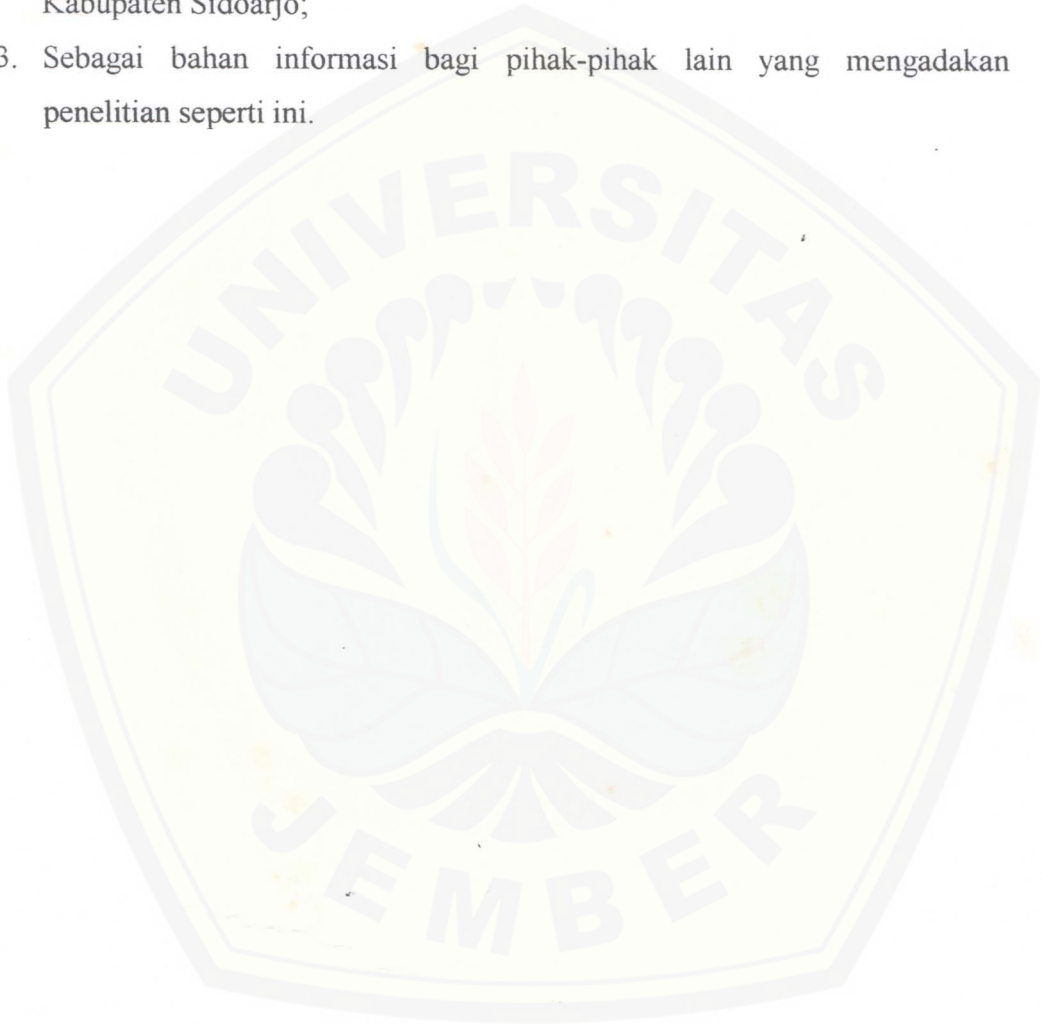 Kabupaten Sidoarjo;
3. Sebagai bahan informasi bagi pihak-pihak lain yang mengadakan
penelitian seperti ini.
UNIVERSITAS
JEMBER